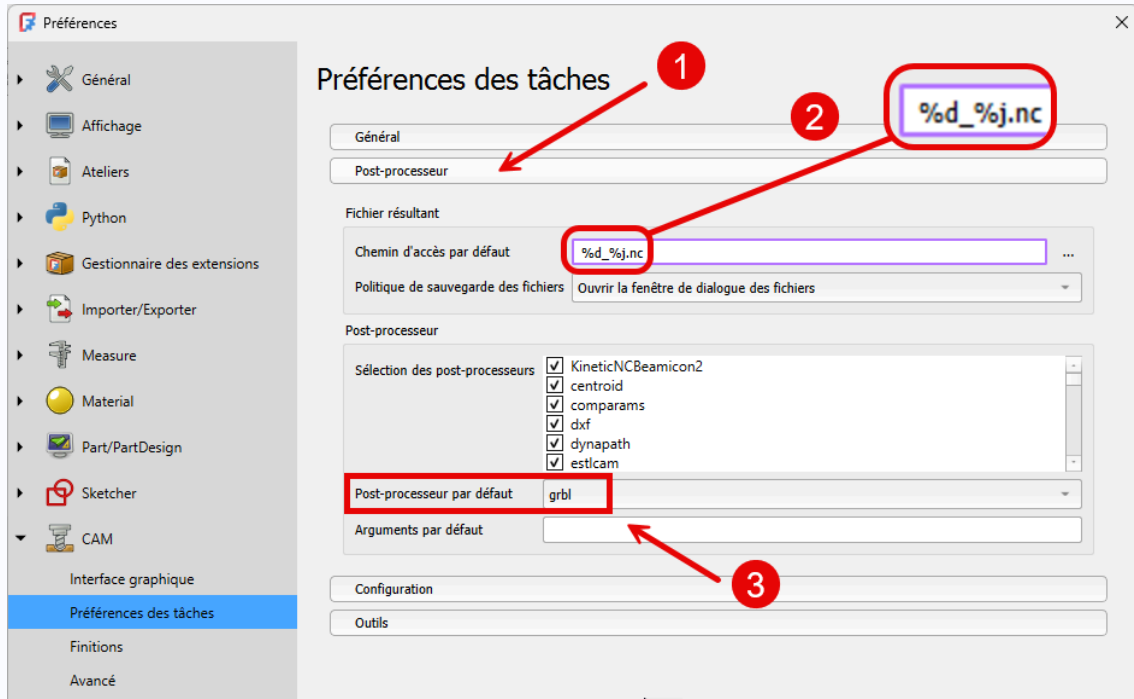 Préférences
Général
Affichage
Ateliers
Python
Gestionnaire des extensions
Importer/Exporter
Measure
Material
Part/PartDesign
Sketcher
CAM
Interface graphique
Préférences des tâches
Finitions
Avancé
Préférences des tâches
1
2
%d_%j.nc
Général
Post-processeur
Fichier résultant
Chemin d'accès par défaut
%d_%j.nc
...
Politique de sauvegarde des fichiers
Ouvrir la fenêtre de dialogue des fichiers
Post-processeur
Sélection des post-processeurs
KineticNCBeamicon2
centroid
comparams
dxf
dynapath
estlcam
Post-processeur par défaut
grbl
Arguments par défaut
3
Configuration
Outils